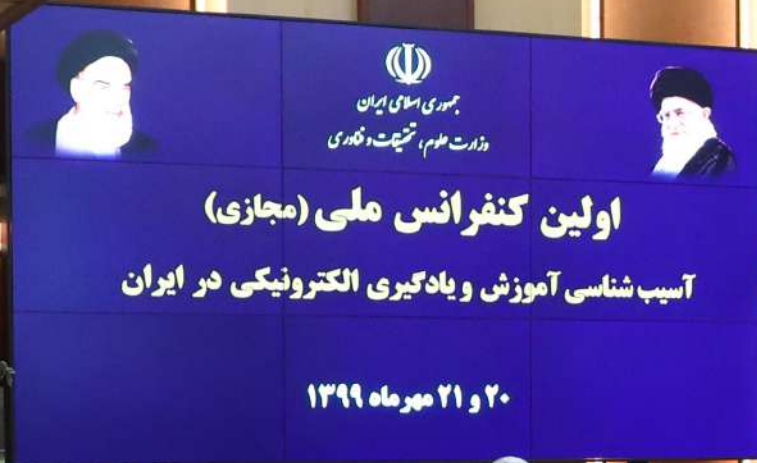 جمهوری اسلامی ایران
وزارت علوم، تحقیقات و فناوری
اولین کنفرانس ملی (مجازی)
آسیب شناسی آموزش و یادگیری الکترونیکی در ایران
۲۰ و ۲۱ مهرماه ۱۳۹۹